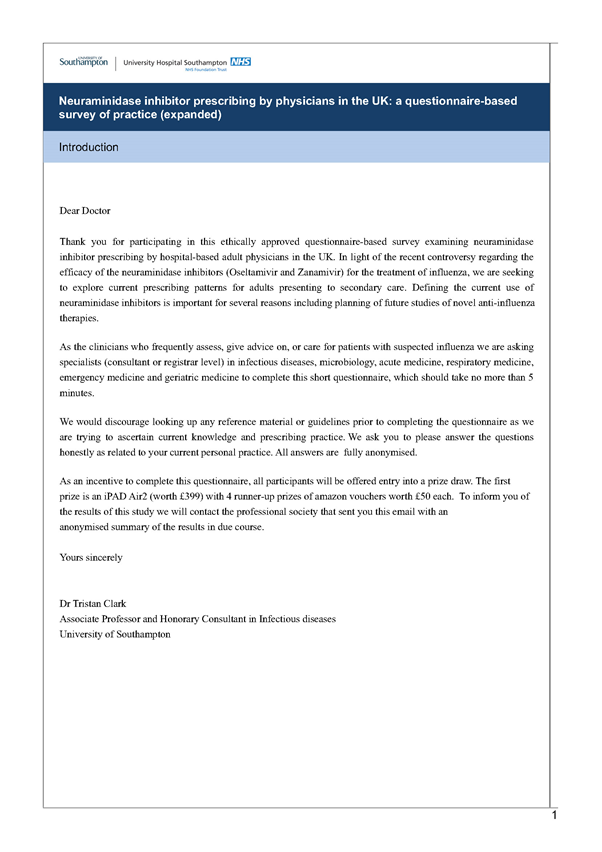 UNIVERSITY OF
Southampton
University Hospital Southampton NHS
NHS Foundation Trust
Neuraminidase inhibitor prescribing by physicians in the UK: a questionnaire-based
survey of practice (expanded)
Introduction
Dear Doctor
Thank you for participating in this ethically approved questionnaire-based survey examining neuraminidase
inhibitor prescribing by hospital-based adult physicians in the UK. In light of the recent controversy regarding the
efficacy of the neuraminidase inhibitors (Oseltamivir and Zanamivir) for the treatment of influenza, we are seeking
to explore current prescribing patterns for adults presenting to secondary care. Defining the current use of
neuraminidase inhibitors is important for several reasons including planning of future studies of novel anti-influenza
therapies.
As the clinicians who frequently assess, give advice on, or care for patients with suspected influenza we are asking
specialists (consultant or registrar level) in infectious diseases, microbiology, acute medicine, respiratory medicine,
emergency medicine and geriatric medicine to complete this short questionnaire, which should take no more than 5
minutes.
We would discourage looking up any reference material or guidelines prior to completing the questionnaire as we
are trying to ascertain current knowledge and prescribing practice. We ask you to please answer the questions
honestly as related to your current personal practice. All answers are fully anonymised.
As an incentive to complete this questionnaire, all participants will be offered entry into a prize draw. The first
prize is an iPAD Air2 (worth £399) with 4 runner-up prizes of amazon vouchers worth £50 each. To inform you of
the results of this study we will contact the professional society that sent you this email with an
anonymised summary of the results in due course.
Yours sincerely
Dr Tristan Clark
Associate Professor and Honorary Consultant in Infectious diseases
University of Southampton
1